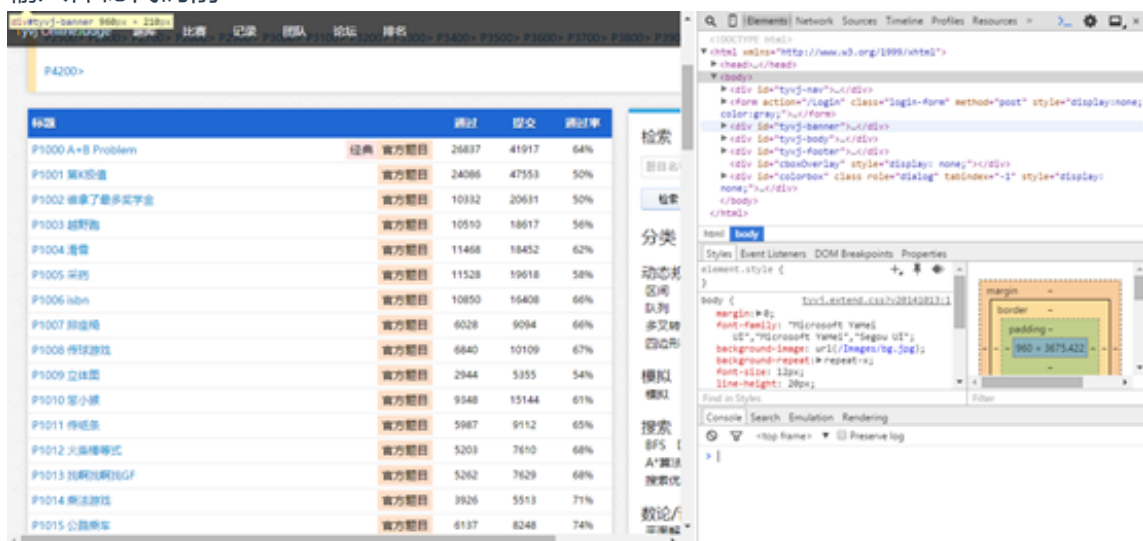 div#tyvj-banner 960px × 210px
Tyvj OnlineJudge 题库 比赛 记录 团队 论坛 排名
P3400> P3500> P3600> P3700> P3800>
P4200>
标题 通过 提交 通过率
P1000 A+B Problem 经典 官方题目 26837 41917 64%
P1001 第K极值 官方题目 24086 47553 50%
P1002 谁拿了最多奖学金 官方题目 10332 20631 50%
P1003 越野跑 官方题目 10510 18617 56%
P1004 滑雪 官方题目 11468 18452 62%
P1005 采药 官方题目 11528 19618 58%
P1006 isbn 官方题目 10850 16408 66%
P1007 排座椅 官方题目 6028 9094 66%
P1008 传球游戏 官方题目 6840 10109 67%
P1009 立体图 官方题目 2944 5355 54%
P1010 笨小猴 官方题目 9348 15144 61%
P1011 传纸条 官方题目 5987 9112 65%
P1012 火柴棒等式 官方题目 5203 7610 68%
P1013 找啊找啊找GF 官方题目 5262 7629 68%
P1014 乘法游戏 官方题目 3926 5513 71%
P1015 公路乘车 官方题目 6137 8248 74%
检索
题目名
检索
分类
动态规
区间
队列
多叉树
四边形
模拟
模拟
搜索
BFS
A*算法
搜索优
数论/
Elements Network Sources Timeline Profiles Resources »
<!DOCTYPE html>
▼<html xmlns="http://www.w3.org/1999/xhtml">
▶<head>…</head>
▼<body>
▶<div id="tyvj-nav">…</div>
▶<form action="/Login" class="login-form" method="post" style="display:none;
color:gray;">…</form>
▶<div id="tyvj-banner">…</div>
▶<div id="tyvj-body">…</div>
▶<div id="tyvj-footer">…</div>
<div id="cboxOverlay" style="display: none;"></div>
▶<div id="colorbox" class role="dialog" tabindex="-1" style="display:
none;">…</div>
</body>
</html>
html body
Styles Event Listeners DOM Breakpoints Properties
element.style {
}
body { tyvj.extend.css?v20141013:1
margin:▶0;
font-family: "Microsoft YaHei
UI","Microsoft YaHei","Segou UI";
background-image: url(/Images/bg.jpg);
background-repeat:▶repeat-x;
font-size: 12px;
line-height: 20px;
margin -
border -
padding -
960 × 3675.422
Find in Styles Filter
Console Search Emulation Rendering
<top frame> ▼ Preserve log
>